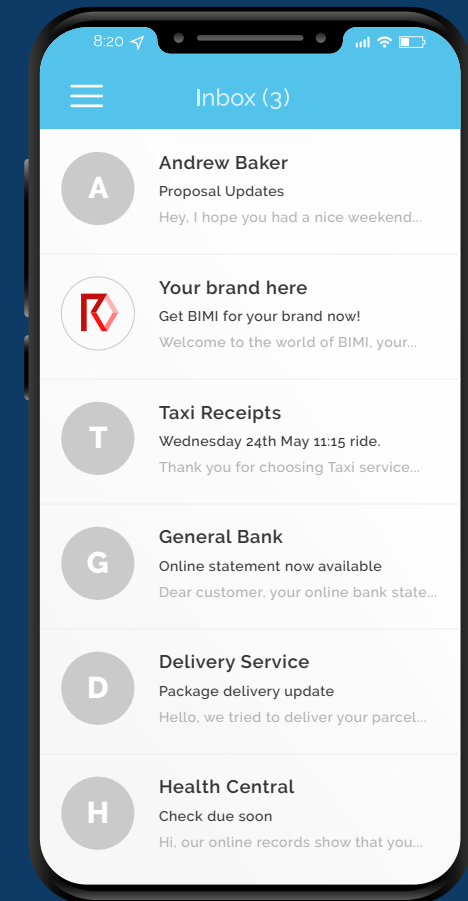 8:20
Inbox (3)
A
Andrew Baker
Proposal Updates
Hey, I hope you had a nice weekend...
Your brand here
Get BIMI for your brand now!
Welcome to the world of BIMI, your...
T
Taxi Receipts
Wednesday 24th May 11:15 ride.
Thank you for choosing Taxi service...
G
General Bank
Online statement now available
Dear customer, your online bank state...
D
Delivery Service
Package delivery update
Hello, we tried to deliver your parcel...
H
Health Central
Check due soon
Hi, our online records show that you...